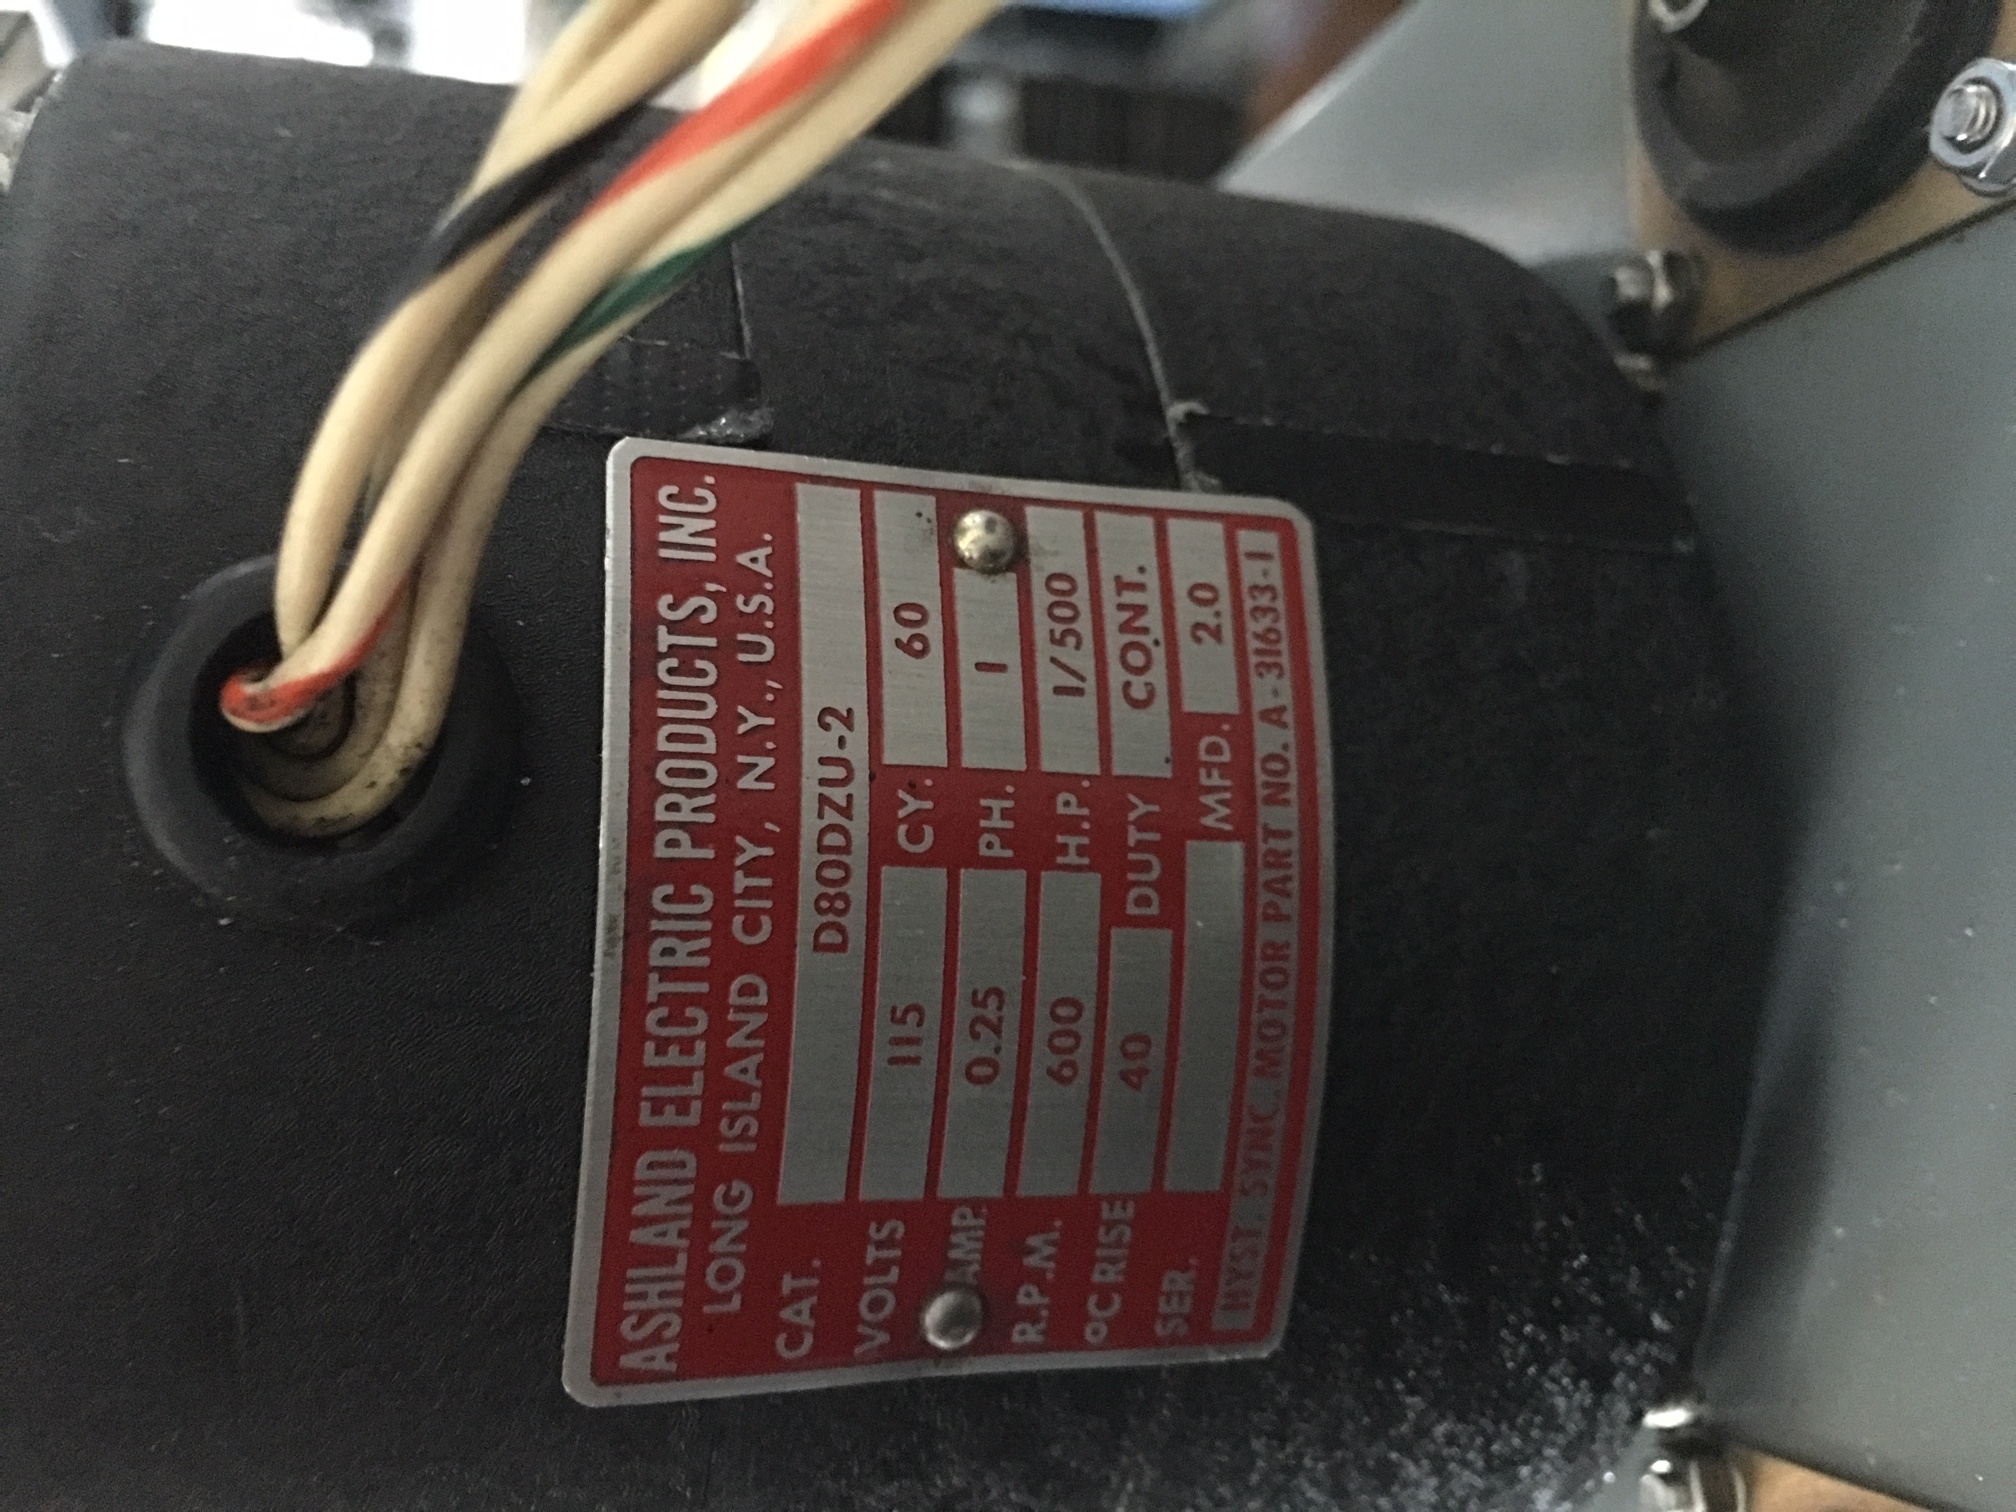 ASHLAND ELECTRIC PRODUCTS, INC.
LONG ISLAND CITY, N.Y., U.S.A.
CAT. D80DZU-2
VOLTS 115 CY. 60
AMP. 0.25 PH. 1
R.P.M. 600 H.P. 1/500
°C RISE 40 DUTY CONT.
SER. MFD. 2.0
HYST. SYNC. MOTOR PART NO. A-31633-1